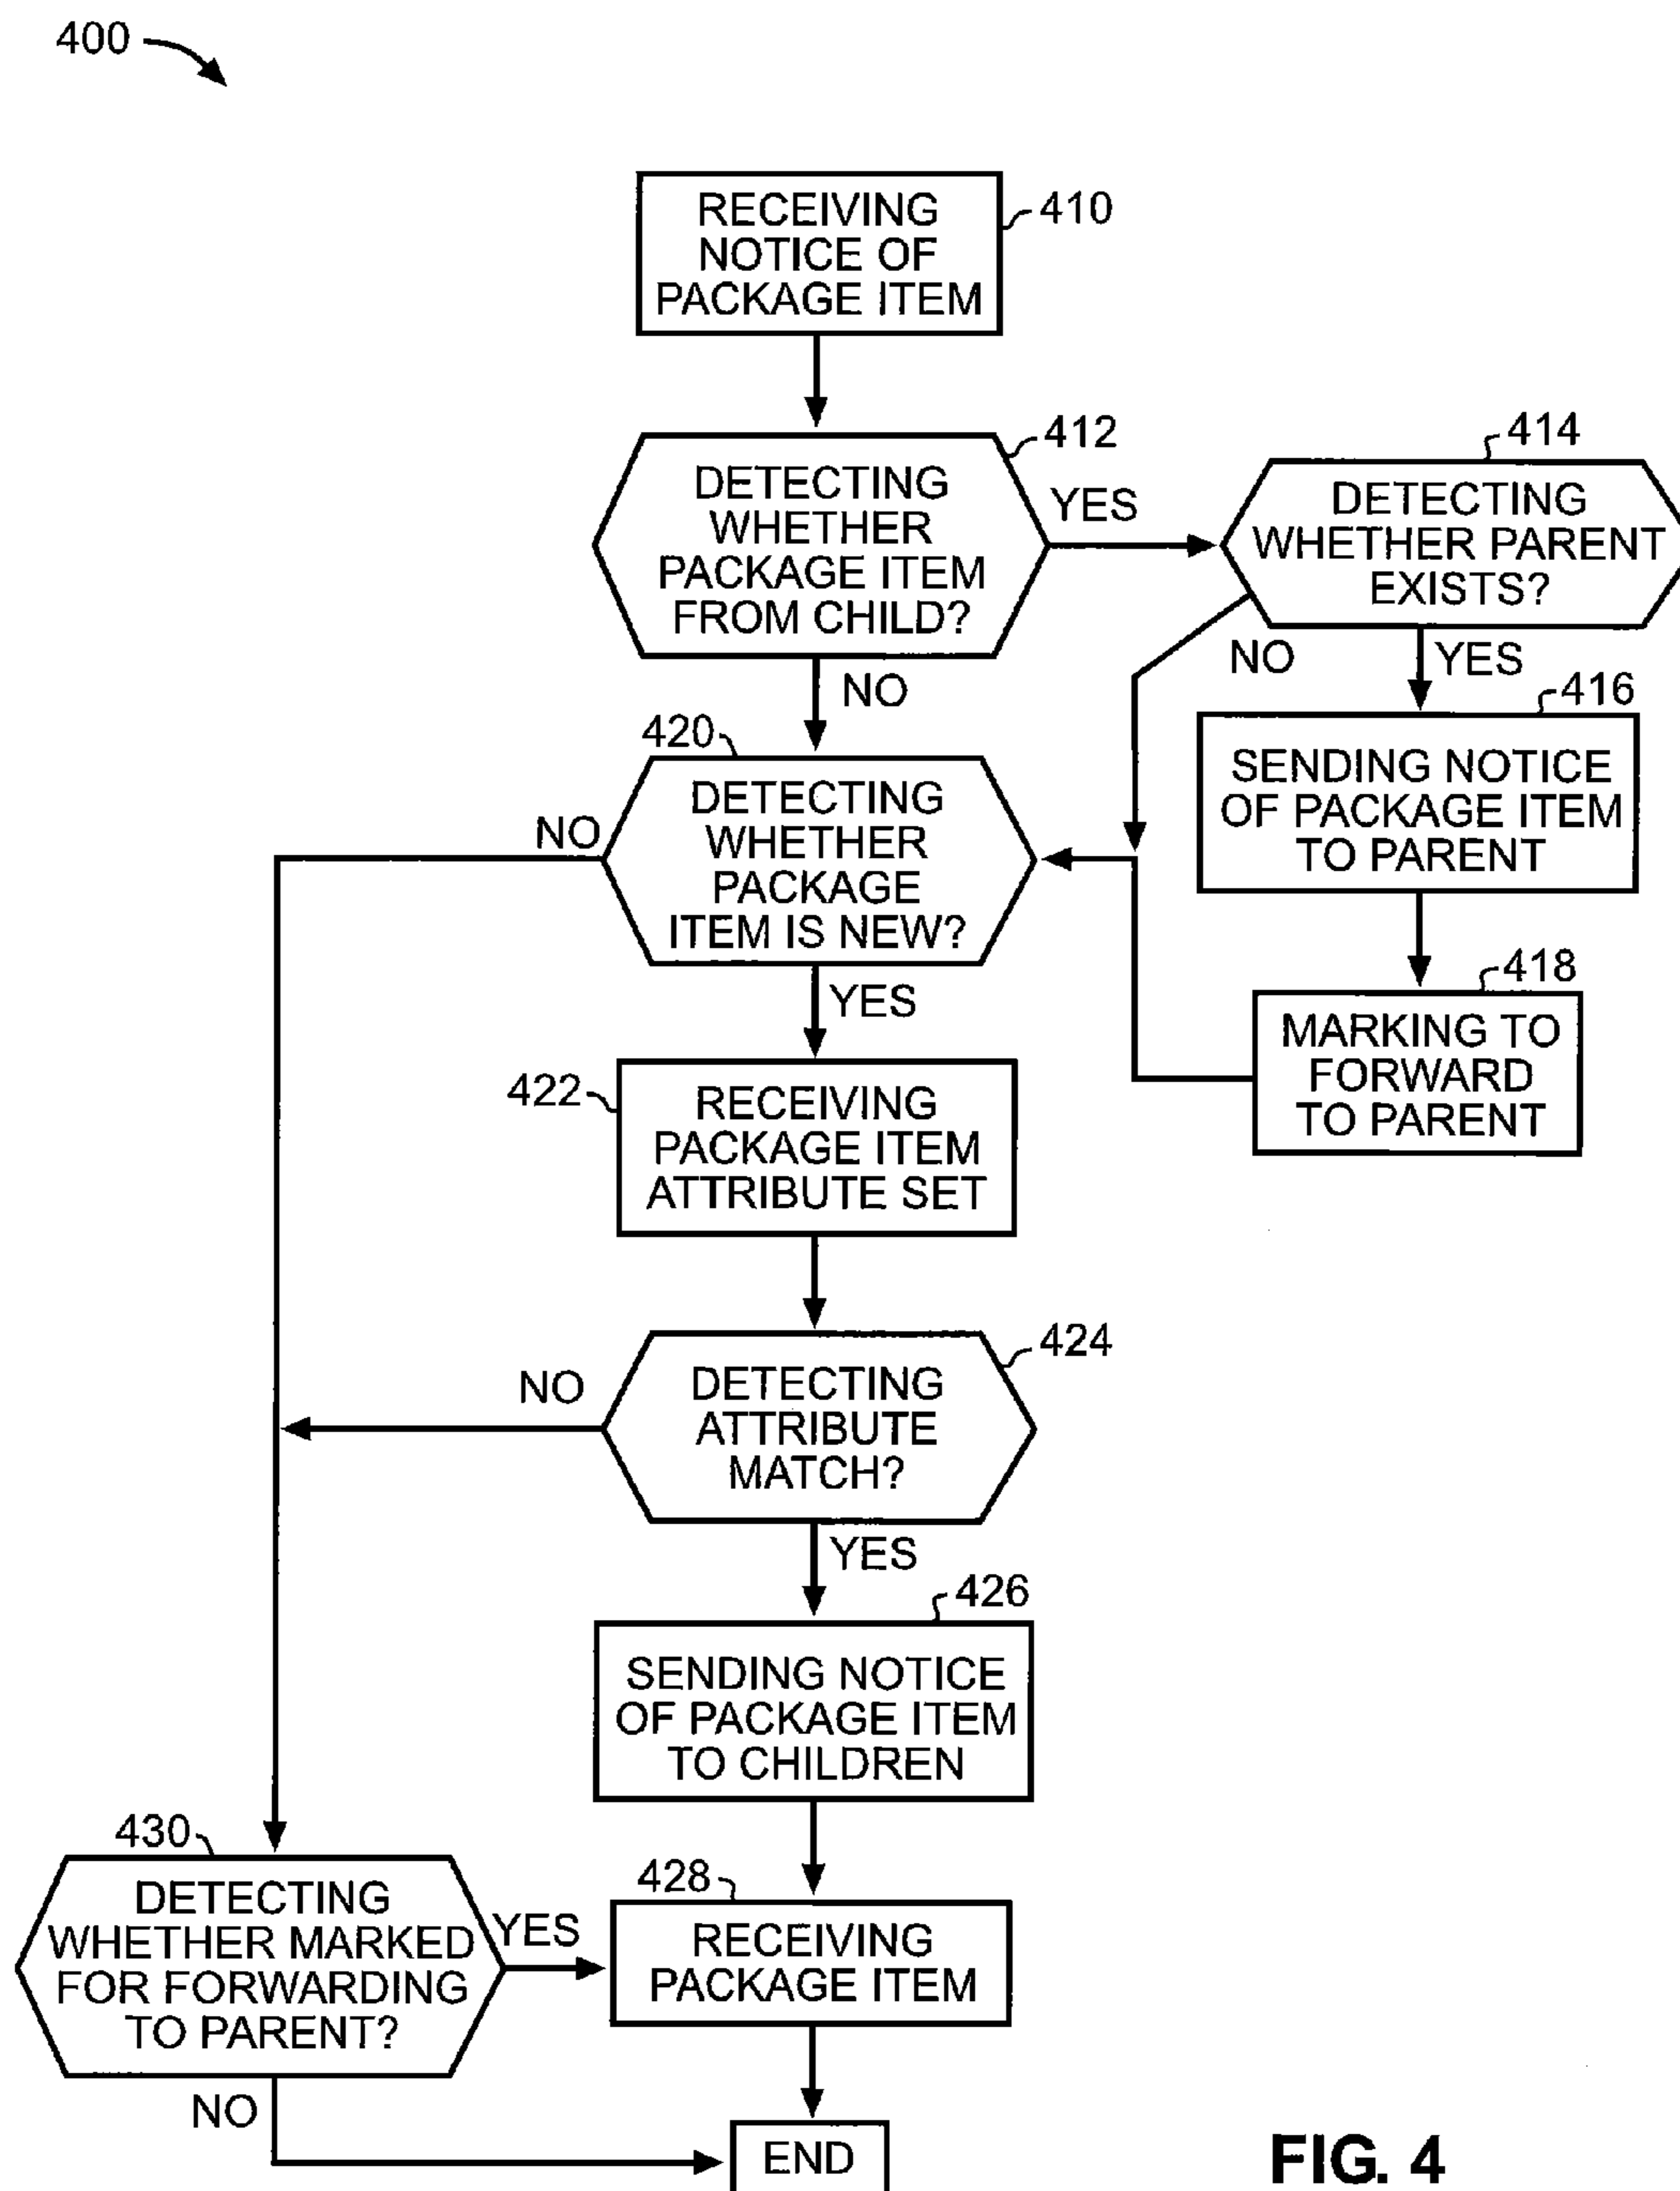 400
RECEIVING
NOTICE OF
PACKAGE ITEM
410
DETECTING
WHETHER
PACKAGE ITEM
FROM CHILD?
412
YES
NO
DETECTING
WHETHER PARENT
EXISTS?
414
NO
YES
SENDING NOTICE
OF PACKAGE ITEM
TO PARENT
416
MARKING TO
FORWARD
TO PARENT
418
420
DETECTING
WHETHER
PACKAGE
ITEM IS NEW?
NO
YES
422
RECEIVING
PACKAGE ITEM
ATTRIBUTE SET
424
DETECTING
ATTRIBUTE
MATCH?
NO
YES
426
SENDING NOTICE
OF PACKAGE ITEM
TO CHILDREN
430
DETECTING
WHETHER MARKED
FOR FORWARDING
TO PARENT?
YES
NO
428
RECEIVING
PACKAGE ITEM
END
FIG. 4